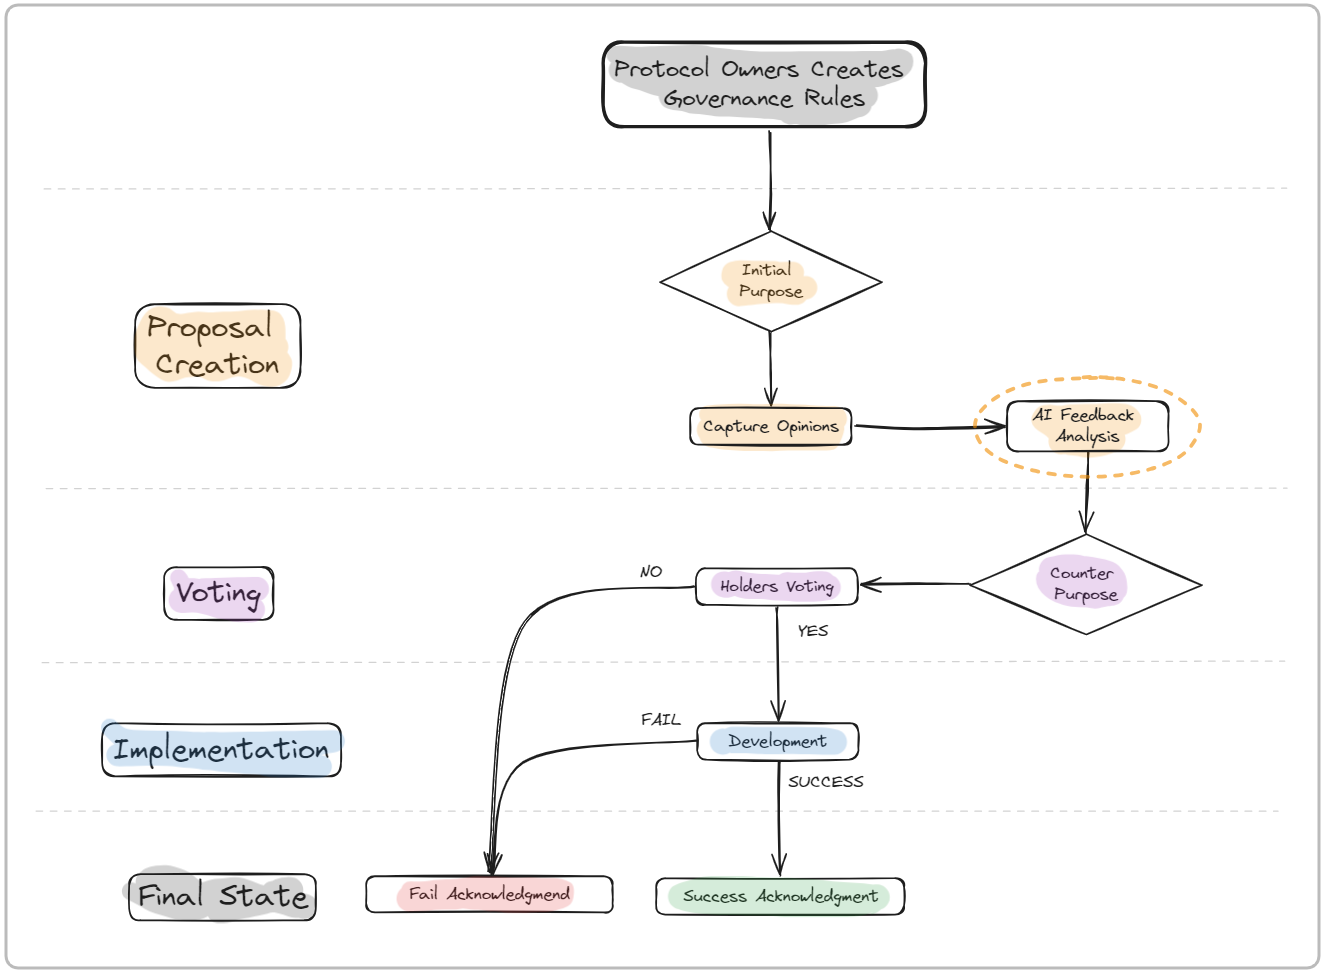 Protocol Owners Creates
Governance Rules
Initial
Purpose
Proposal
Creation
Capture Opinions
AI Feedback
Analysis
Voting
NO
Holders Voting
Counter
Purpose
YES
Implementation
FAIL
Development
SUCCESS
Final State
Fail Acknowledgmend
Success Acknowledgment